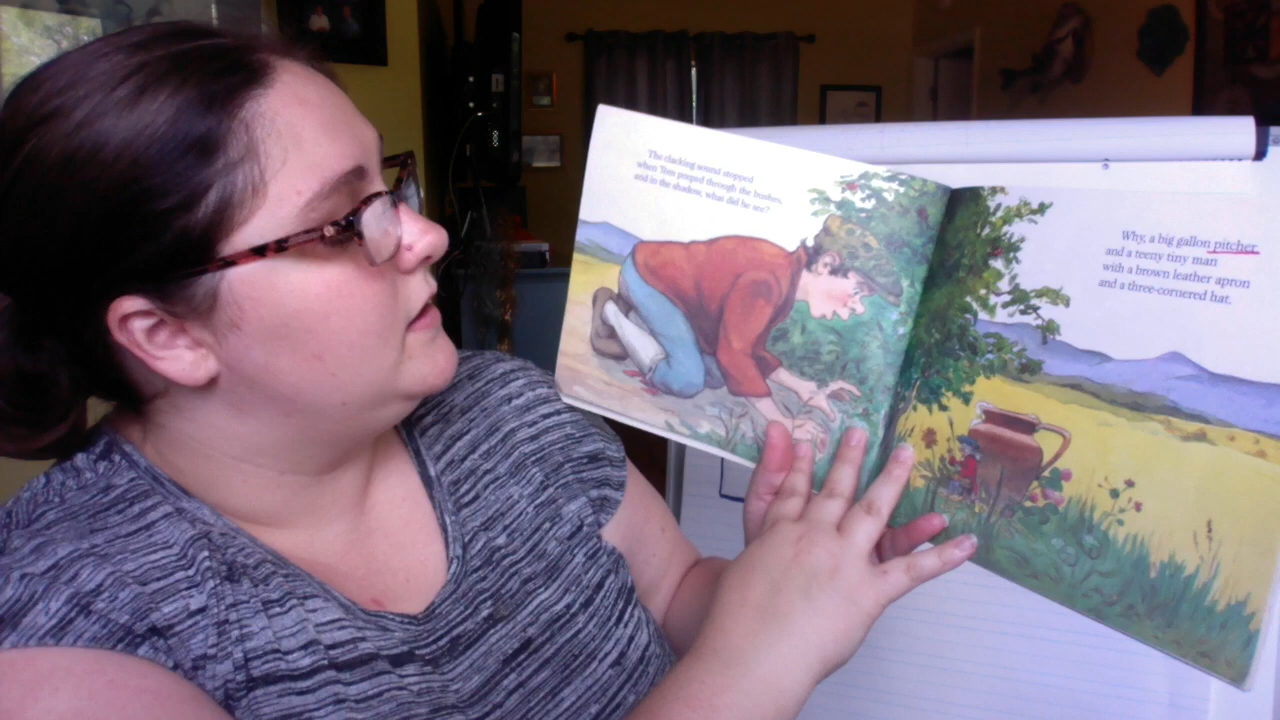 The clacking sound stopped
when Tom peeped through the bushes,
and in the shadow, what did he see?
Why, a big gallon pitcher
and a teeny tiny man
with a brown leather apron
and a three-cornered hat.